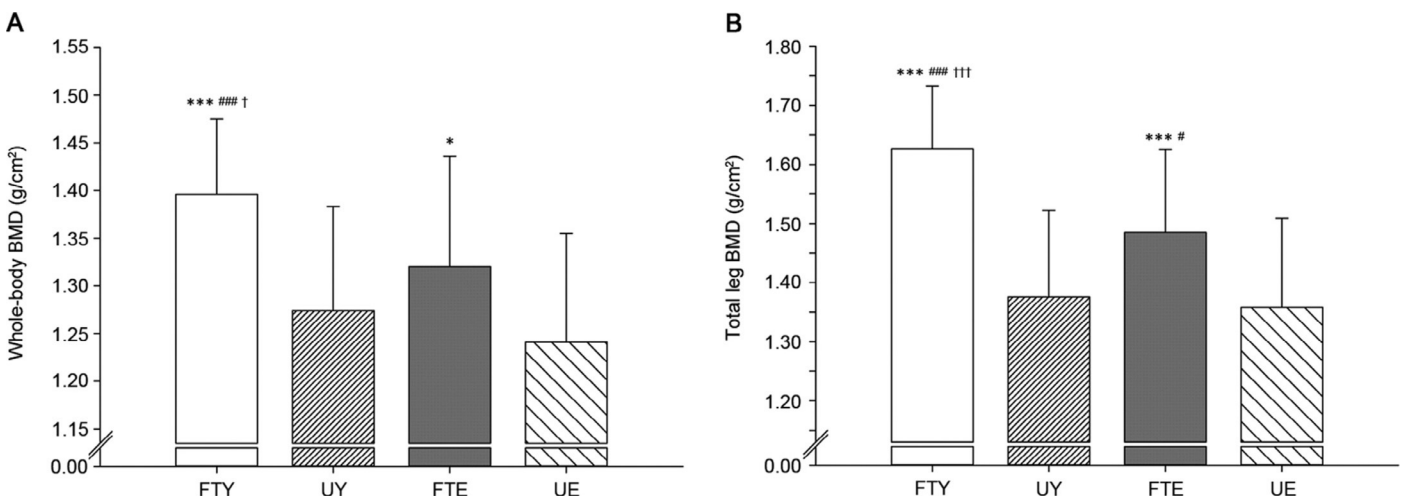 A
Whole-body BMD (g/cm²)
1.55
1.50
1.45
1.40
1.35
1.30
1.25
1.20
1.15
0.00
*** ### †
*
FTY UY FTE UE
B
Total leg BMD (g/cm²)
1.80
1.70
1.60
1.50
1.40
1.30
1.20
0.00
*** ### †††
*** #
FTY UY FTE UE